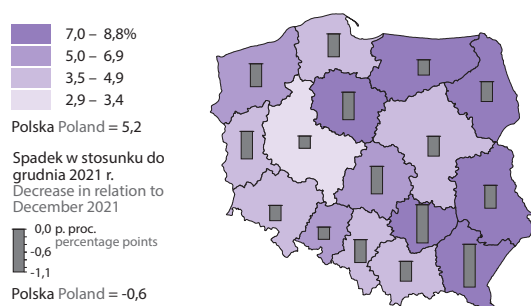 7,0 – 8,8%
5,0 – 6,9
3,5 – 4,9
2,9 – 3,4
Polska Poland = 5,2
Spadek w stosunku do
grudnia 2021 r.
Decrease in relation to
December 2021
0,0 p. proc.
-0,6 percentage points
-1,1
Polska Poland = -0,6